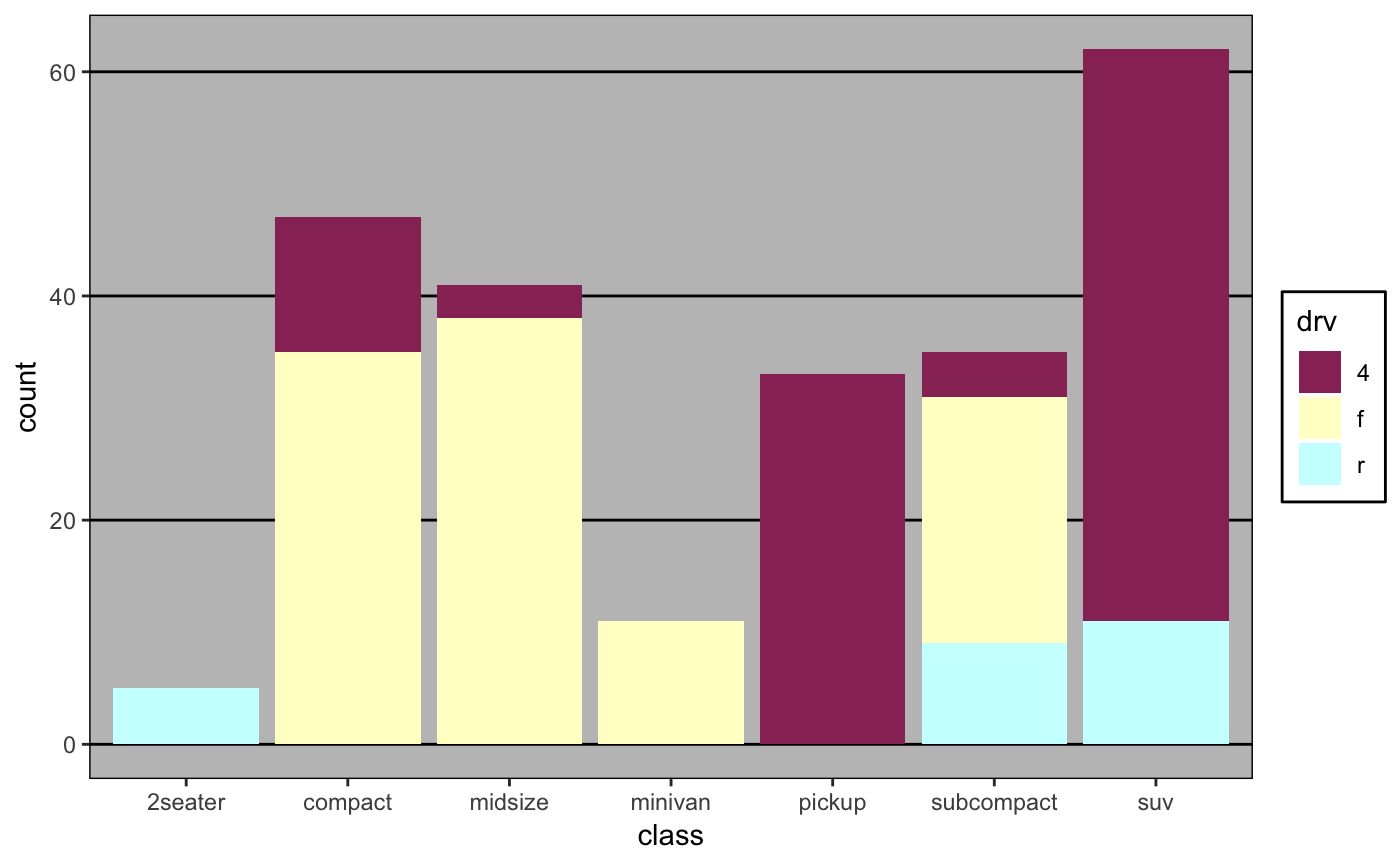 60
40
20
0
count
2seater compact midsize minivan pickup subcompact suv
class
drv
4
f
r